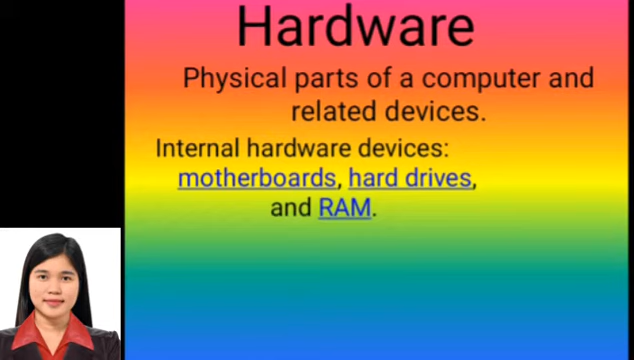 Hardware
Physical parts of a computer and
related devices.
Internal hardware devices:
motherboards, hard drives,
and RAM.